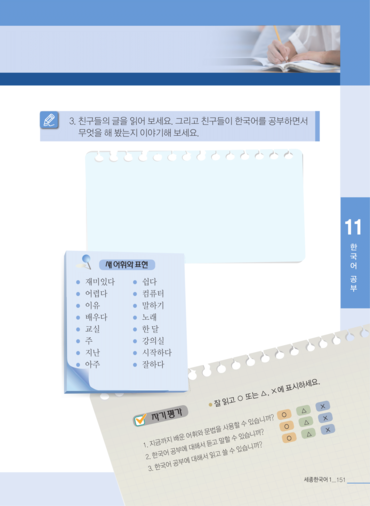 3. 친구들의 글을 읽어 보세요. 그리고 친구들이 한국어를 공부하면서
무엇을 해 봤는지 이야기해 보세요.
11
한국어 공부
새 어휘와 표현
재미있다
어렵다
이유
배우다
교실
주
지난
아주
쉽다
컴퓨터
말하기
노래
한 달
강의실
시작하다
잘하다
자기 평가
잘 읽고 ○ 또는 △, ×에 표시하세요.
1. 지금까지 배운 어휘와 문법을 사용할 수 있습니까? ○ △ ×
2. 한국어 공부에 대해서 듣고 말할 수 있습니까? ○ △ ×
3. 한국어 공부에 대해서 읽고 쓸 수 있습니까? ○ △ ×
세종한국어 1_ 151